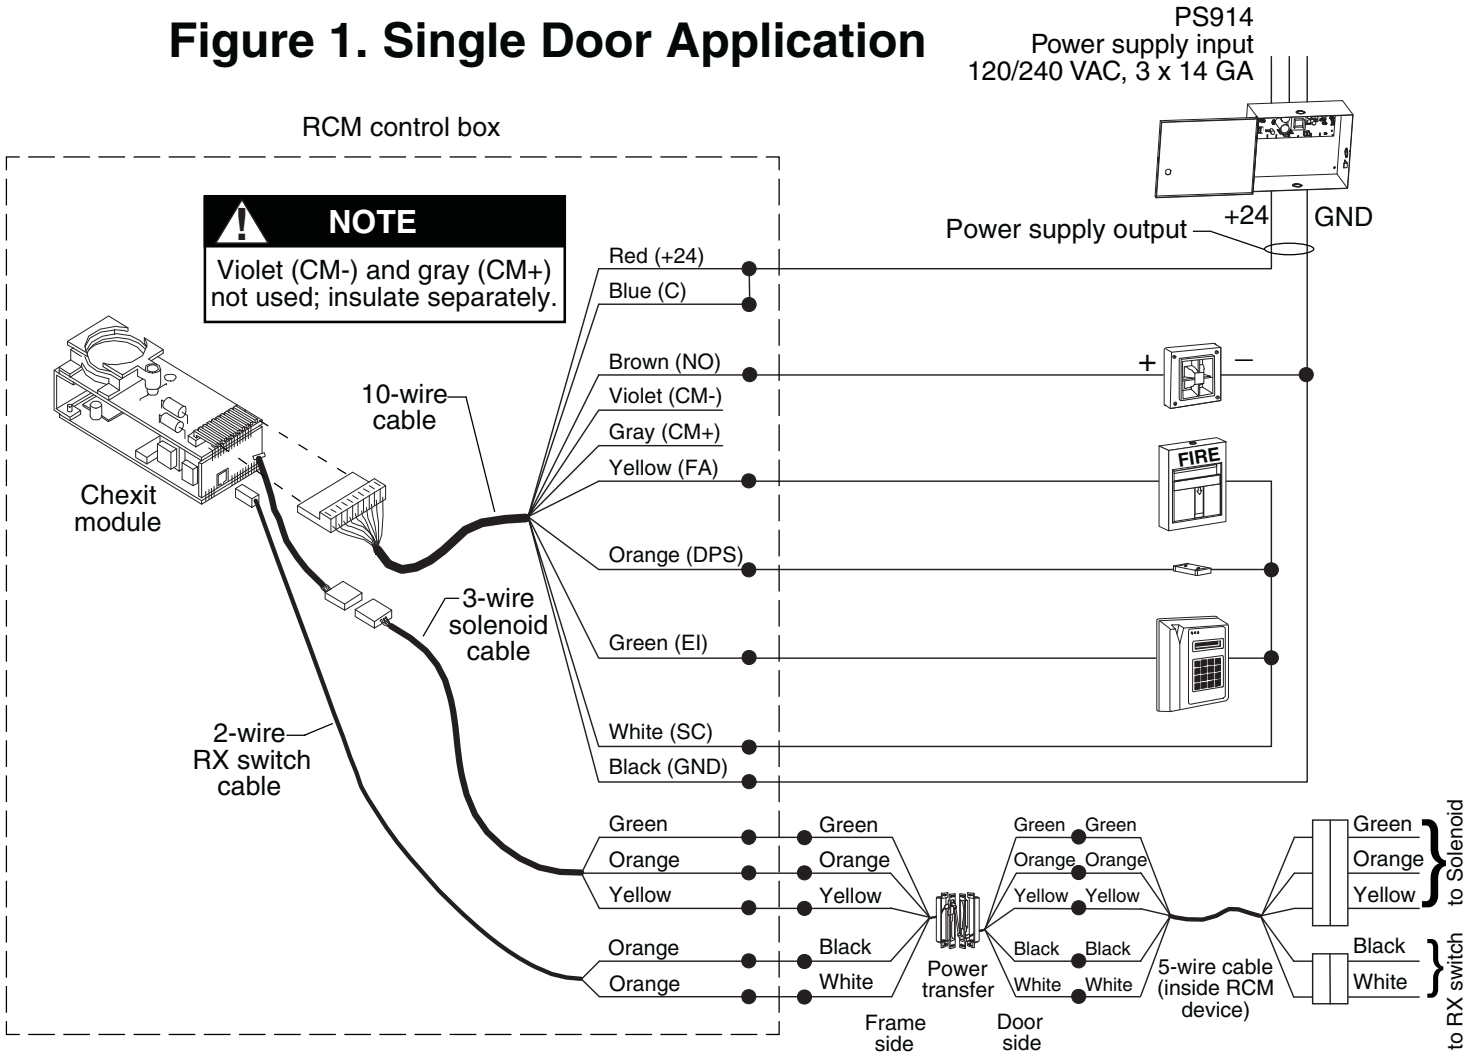 Figure 1. Single Door Application
PS914
Power supply input
120/240 VAC, 3 x 14 GA
RCM control box
NOTE
Violet (CM-) and gray (CM+)
not used; insulate separately.
+24
GND
Power supply output
Red (+24)
Blue (C)
Brown (NO)
+
–
Violet (CM-)
Gray (CM+)
Yellow (FA)
FIRE
10-wire
cable
Chexit
module
Orange (DPS)
3-wire
solenoid
cable
Green (EI)
2-wire
RX switch
cable
White (SC)
Black (GND)
Green
Orange
Yellow
Orange
Orange
Green
Orange
Yellow
Black
White
Power
transfer
Frame
side
Door
side
Green
Orange
Yellow
Black
White
Green
Orange
Yellow
Black
White
5-wire cable
(inside RCM
device)
Green
Orange
Yellow
to Solenoid
Black
White
to RX switch